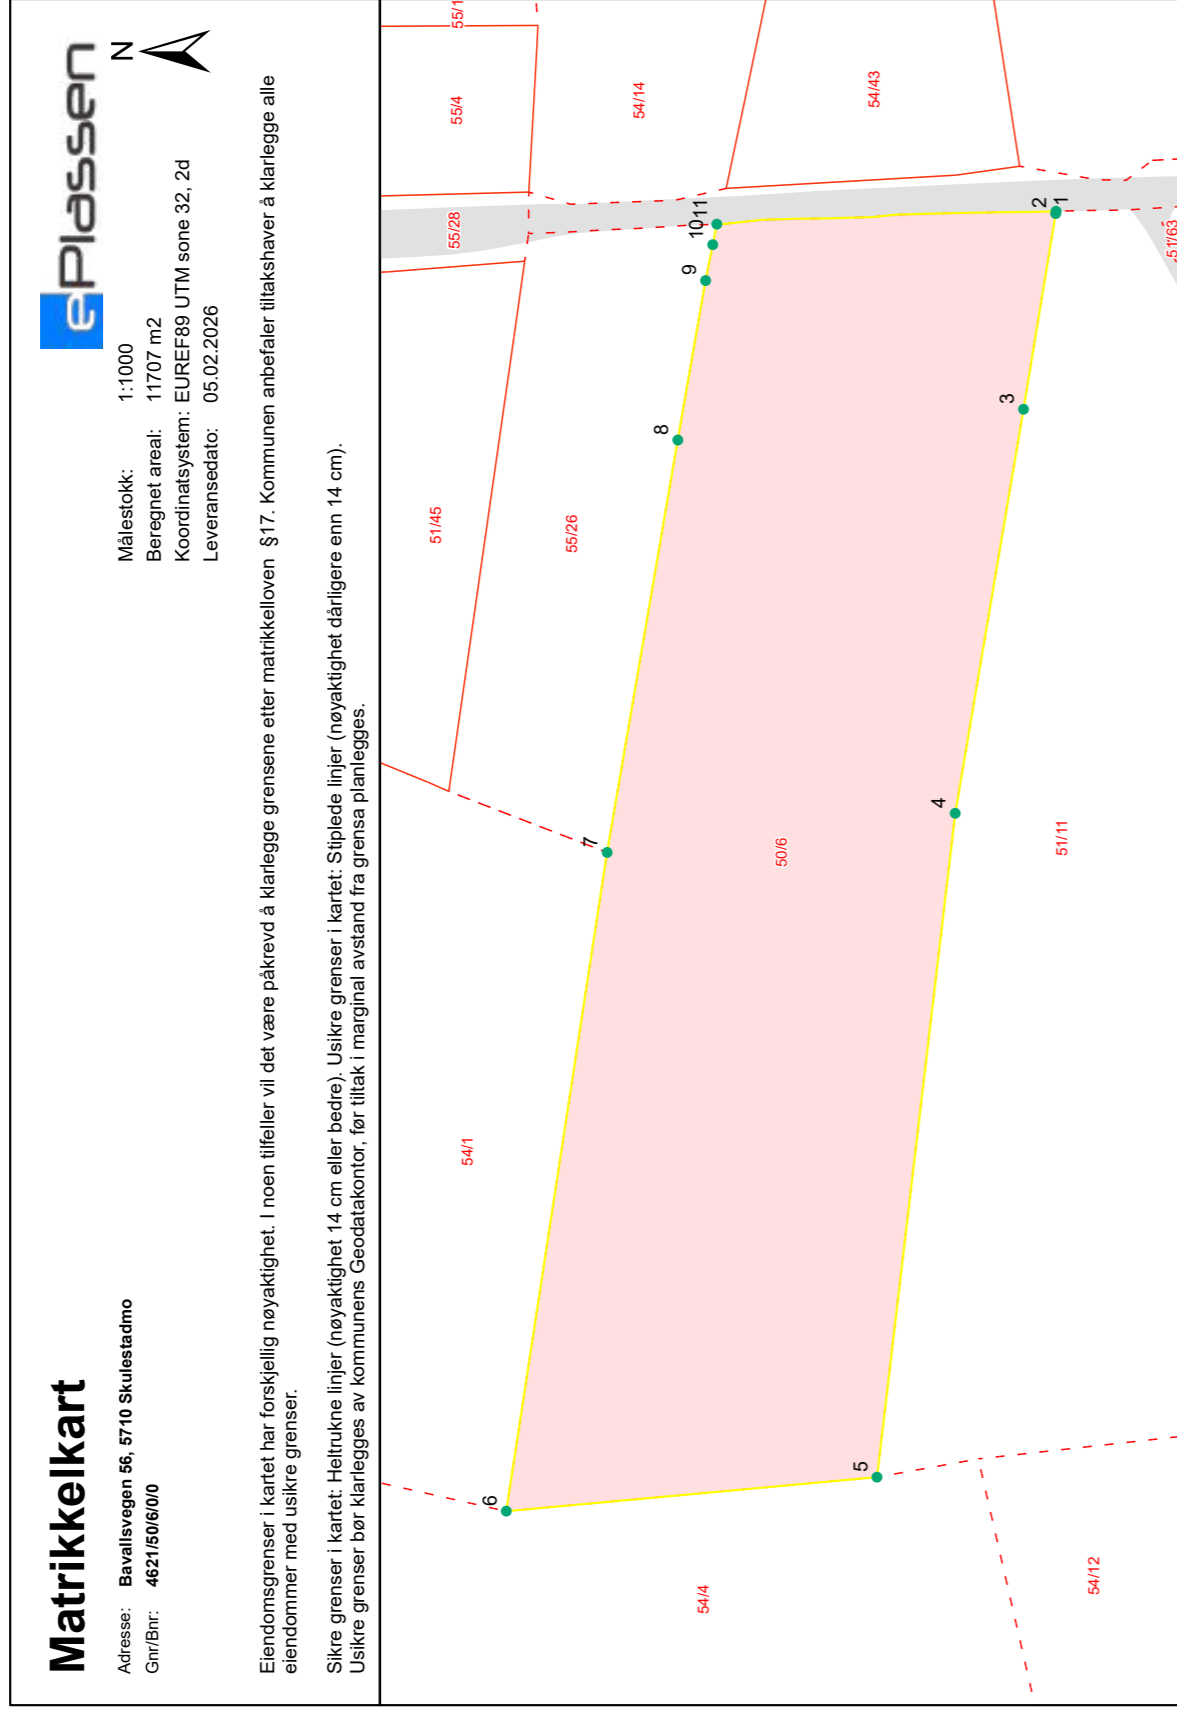 Matrikkelkart
ePlassen
N
Adresse: Bavallsvegen 56, 5710 Skulestadmo
Gnr/Bnr: 4621/50/6/0/0
Målestokk: 1:1000
Beregnet areal: 11707 m2
Koordinatsystem: EUREF89 UTM sone 32, 2d
Leveransedato: 05.02.2026
Eiendomsgrenser i kartet har forskjellig nøyaktighet. I noen tilfeller vil det være påkrevd å klarlegge grensene etter matrikkelloven §17. Kommunen anbefaler tiltakshaver å klarlegge alle
eiendommer med usikre grenser.
Sikre grenser i kartet: Heltrukne linjer (nøyaktighet 14 cm eller bedre). Usikre grenser i kartet: Stiplede linjer (nøyaktighet dårligere enn 14 cm).
Usikre grenser bør klarlegges av kommunens Geodatakontor, før tiltak i marginal avstand fra grensa planlegges.
55/1
55/4
55/28
51/45
54/1
55/26
54/14
54/43
6
7
8
9
10
11
54/4
50/6
5
4
3
2
1
51/11
54/12
51/63